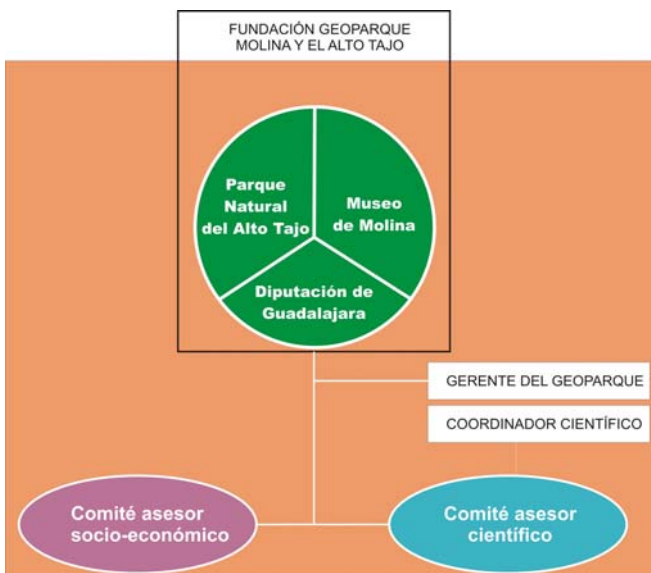 FUNDACIÓN GEOPARQUE
MOLINA Y EL ALTO TAJO
Parque
Natural
del Alto Tajo
Museo
de Molina
Diputación de
Guadalajara
GERENTE DEL GEOPARQUE
COORDINADOR CIENTÍFICO
Comité asesor
socio-económico
Comité asesor
científico